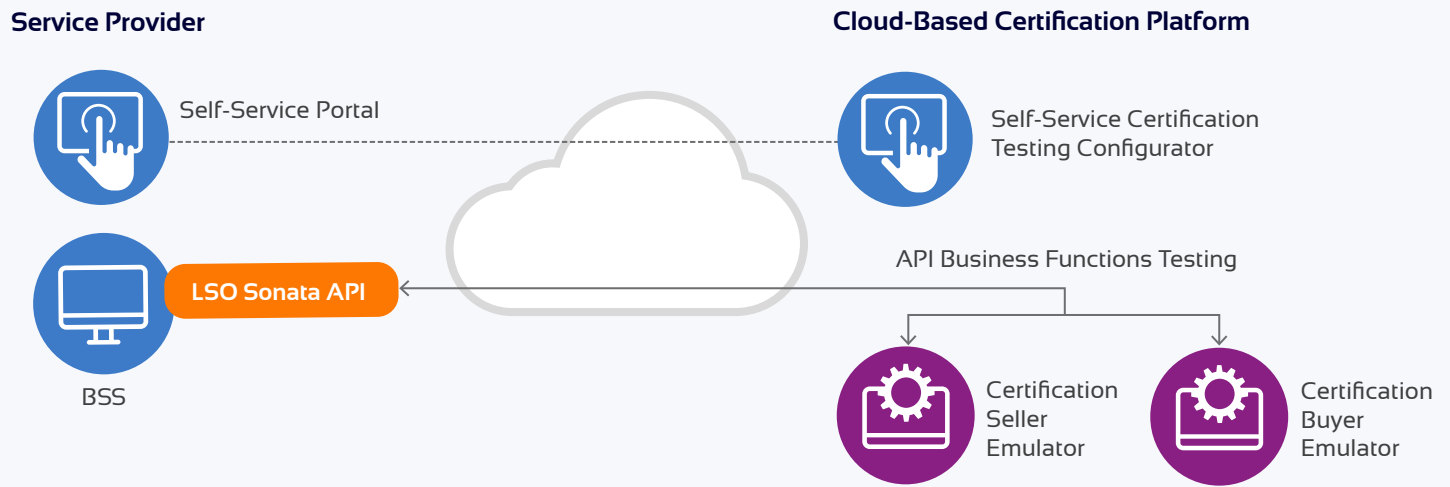 Service Provider
Cloud-Based Certification Platform
Self-Service Portal
Self-Service Certification
Testing Configurator
API Business Functions Testing
LSO Sonata API
BSS
Certification
Seller
Emulator
Certification
Buyer
Emulator